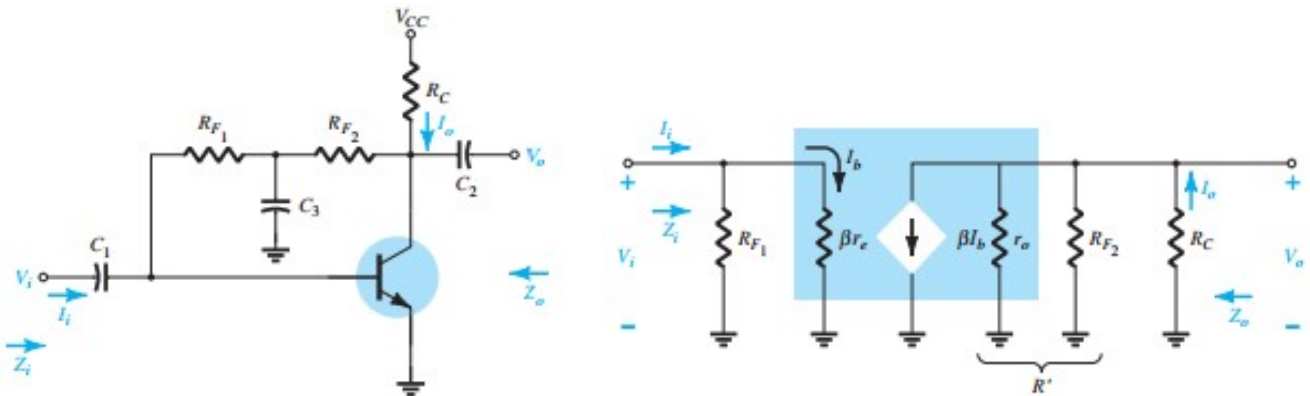 V_CC
R_C
I_o
R_F1
R_F2
V_o
C_2
C_3
C_1
V_i
I_i
Z_o
Z_i
I_i
I_b
+
+
I_o
Z_i
R_F1
βr_e
βI_b
r_o
R_F2
R_C
V_i
V_o
Z_o
–
–
R'